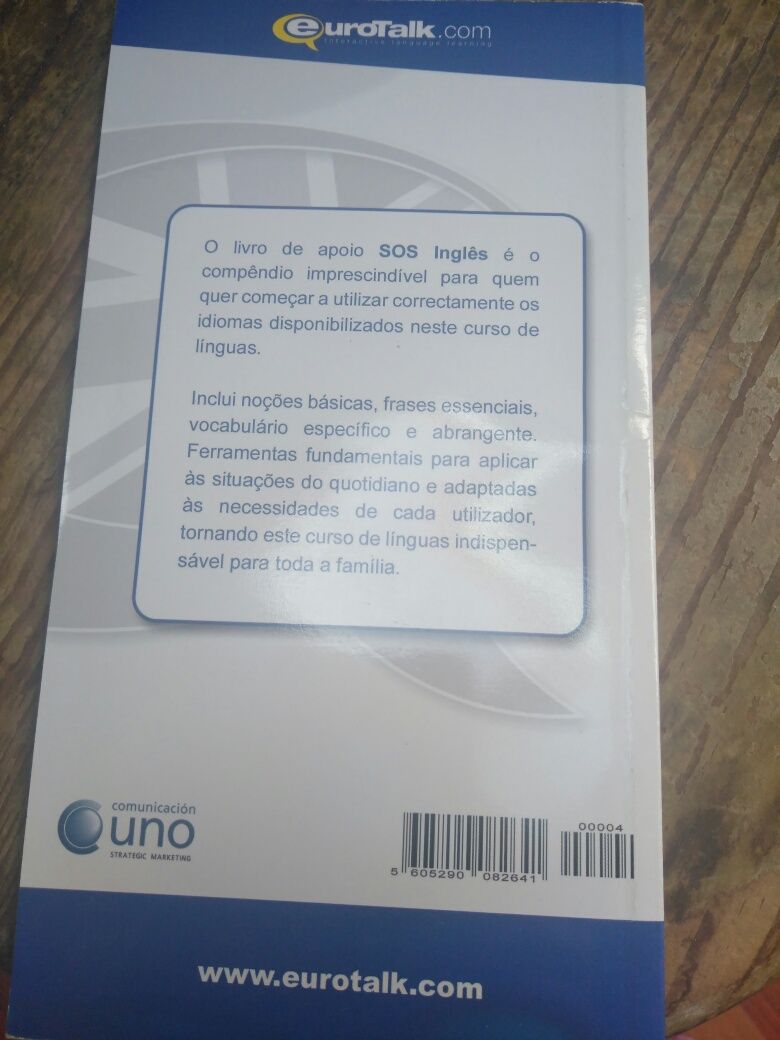 euroTalk.com
interactive language learning
O livro de apoio SOS Inglês é o
compêndio imprescindível para quem
quer começar a utilizar correctamente os
idiomas disponibilizados neste curso de
línguas.
Inclui noções básicas, frases essenciais,
vocabulário específico e abrangente.
Ferramentas fundamentais para aplicar
às situações do quotidiano e adaptadas
às necessidades de cada utilizador,
tornando este curso de línguas indispen-
sável para toda a família.
comunicación
uno
STRATEGIC MARKETING
00004
5 605290 082641
www.eurotalk.com